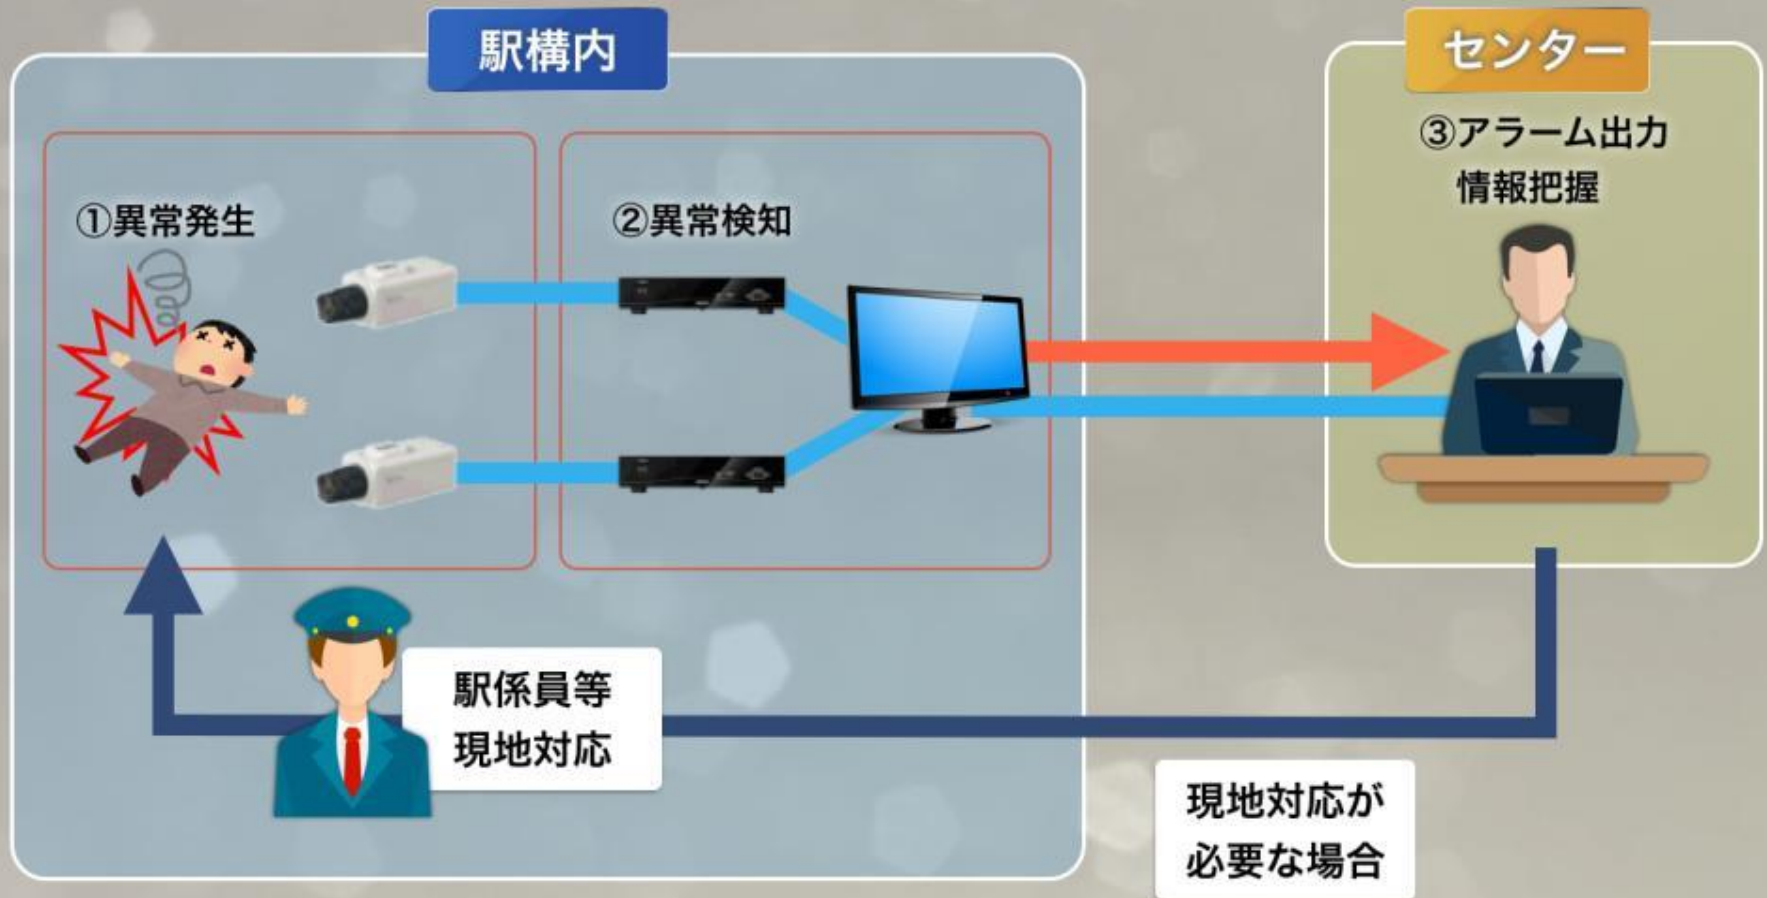 駅構内
①異常発生
②異常検知
センター
③アラーム出力
情報把握
駅係員等
現地対応
現地対応が
必要な場合